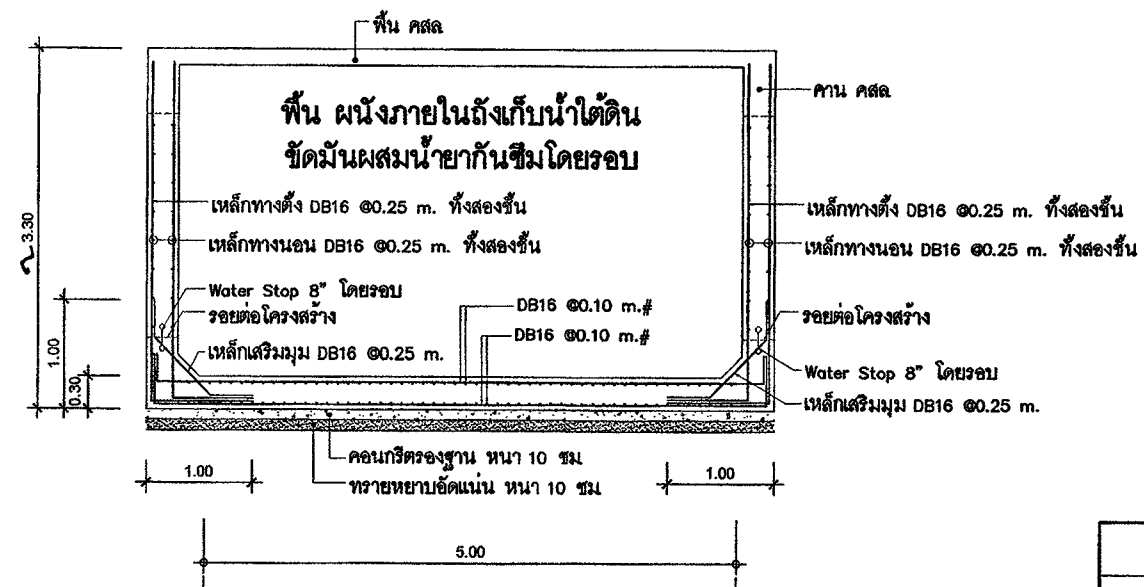 พื้น คสล
คาน คสล
พื้น ผนังภายในถังเก็บน้ำใต้ดิน
ขัดมันผสมน้ำยากันซึมโดยรอบ
เหล็กทางตั้ง DB16 @0.25 m. ทั้งสองชั้น
เหล็กทางนอน DB16 @0.25 m. ทั้งสองชั้น
Water Stop 8" โดยรอบ
รอยต่อโครงสร้าง
เหล็กเสริมมุม DB16 @0.25 m.
DB16 @0.10 m.#
DB16 @0.10 m.#
เหล็กทางตั้ง DB16 @0.25 m. ทั้งสองชั้น
เหล็กทางนอน DB16 @0.25 m. ทั้งสองชั้น
รอยต่อโครงสร้าง
Water Stop 8" โดยรอบ
เหล็กเสริมมุม DB16 @0.25 m.
3.30
1.00
0.30
คอนกรีตรองฐาน หนา 10 ซม
ทรายหยาบอัดแน่น หนา 10 ซม
1.00
1.00
5.00